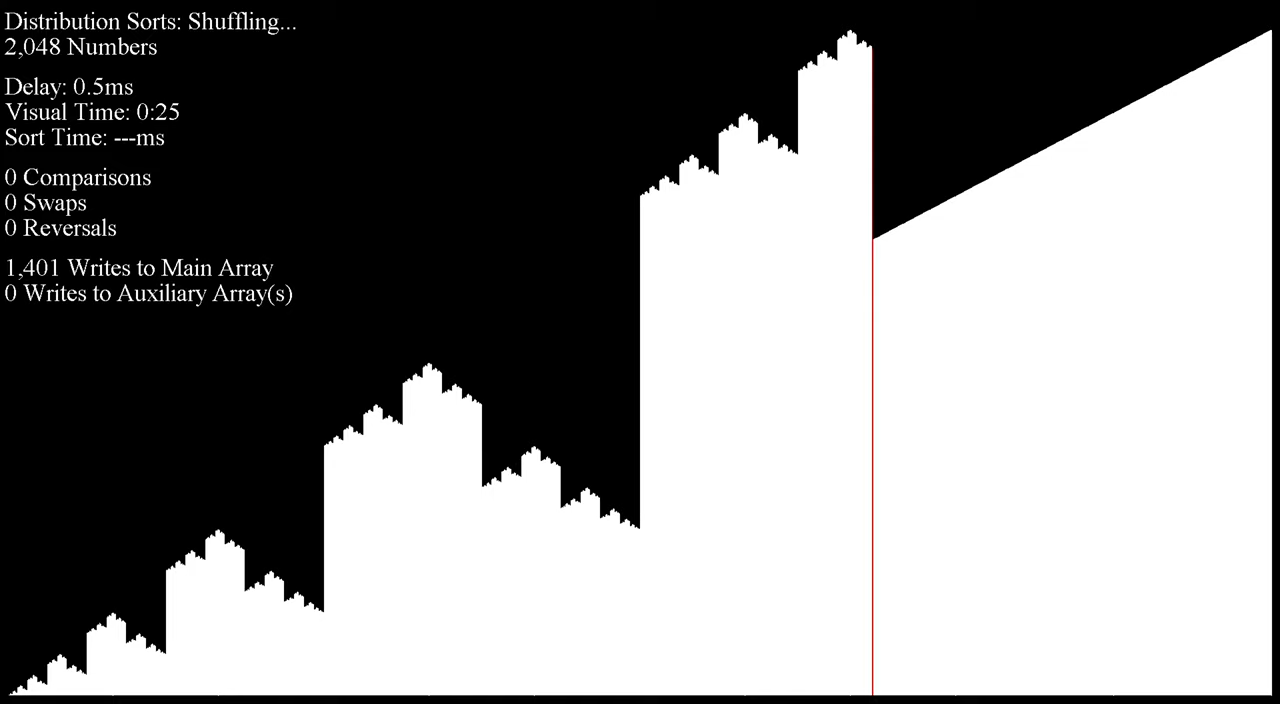 Distribution Sorts: Shuffling...
2,048 Numbers
Delay: 0.5ms
Visual Time: 0:25
Sort Time: ---ms
0 Comparisons
0 Swaps
0 Reversals
1,401 Writes to Main Array
0 Writes to Auxiliary Array(s)